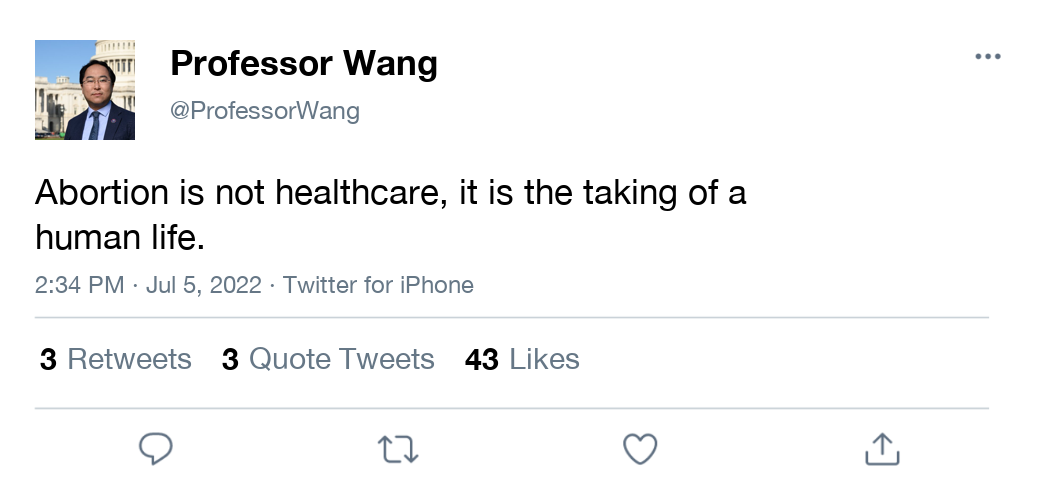 Professor Wang
@ProfessorWang
Abortion is not healthcare, it is the taking of a
human life.
2:34 PM · Jul 5, 2022 · Twitter for iPhone
3 Retweets 3 Quote Tweets 43 Likes